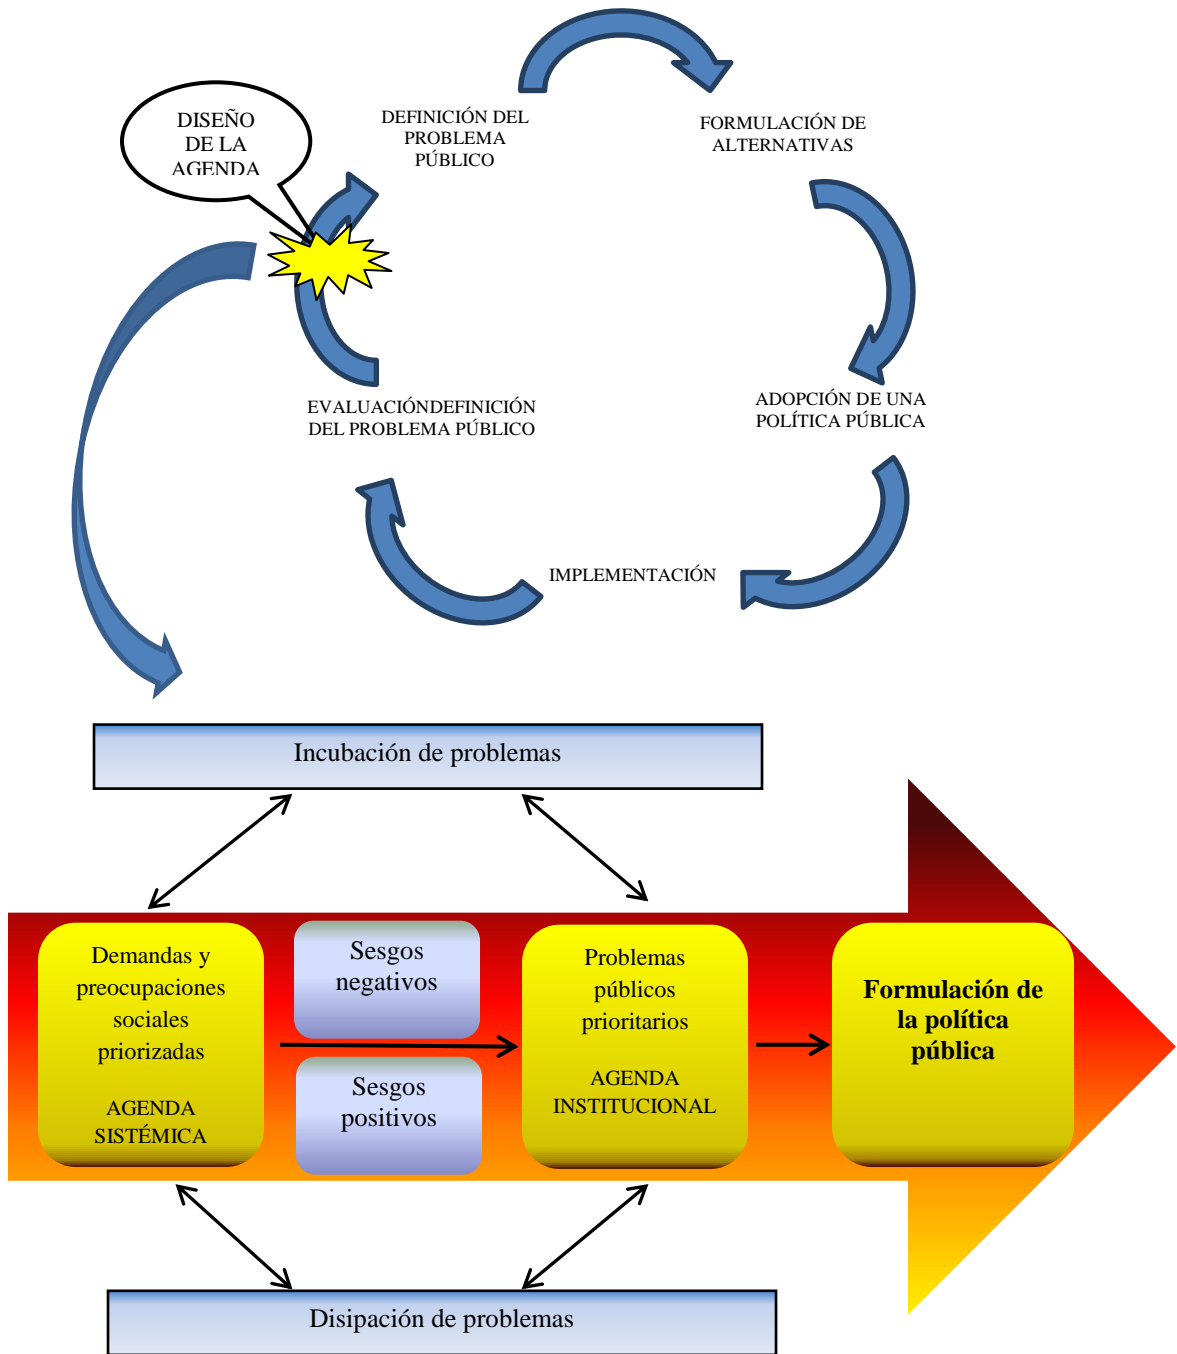 DISEÑO
DE LA
AGENDA
DEFINICIÓN DEL
PROBLEMA
PÚBLICO
FORMULACIÓN DE
ALTERNATIVAS
EVALUACIÓNDEFINICIÓN
DEL PROBLEMA PÚBLICO
ADOPCIÓN DE UNA
POLÍTICA PÚBLICA
IMPLEMENTACIÓN
Incubación de problemas
Demandas y
preocupaciones
sociales
priorizadas
AGENDA
SISTÉMICA
Sesgos
negativos
Sesgos
positivos
Problemas
públicos
prioritarios
AGENDA
INSTITUCIONAL
Formulación de
la política
pública
Disipación de problemas